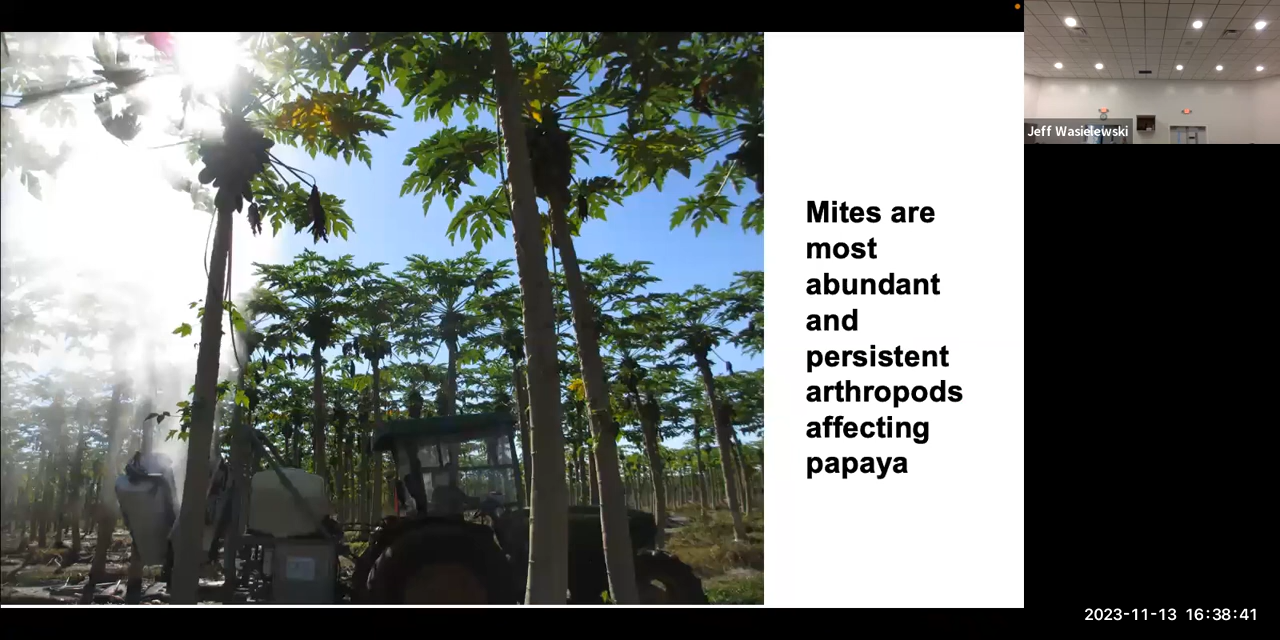 Mites are
most
abundant
and
persistent
arthropods
affecting
papaya
Jeff Wasielewski
2023-11-13 16:38:41